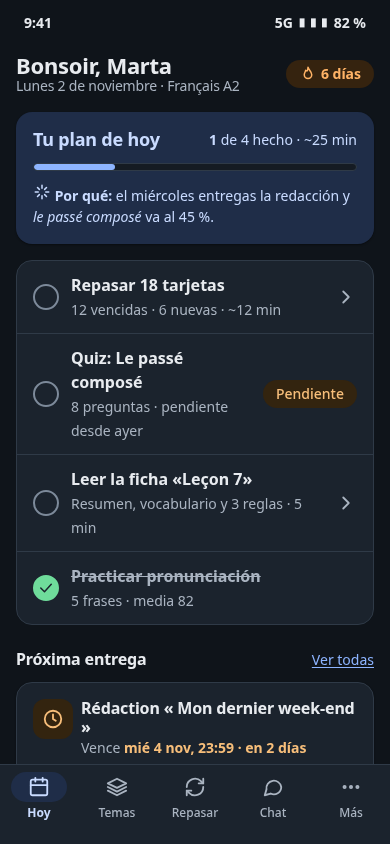 9:41
5G 82 %
Bonsoir, Marta
Lunes 2 de noviembre · Français A2
6 días
Tu plan de hoy
1 de 4 hecho · ~25 min
Por qué: el miércoles entregas la redacción y
le passé composé va al 45 %.
Repasar 18 tarjetas
12 vencidas · 6 nuevas · ~12 min
Quiz: Le passé
composé
8 preguntas · pendiente
desde ayer
Pendiente
Leer la ficha «Leçon 7»
Resumen, vocabulario y 3 reglas · 5
min
Practicar pronunciación
5 frases · media 82
Próxima entrega
Ver todas
Rédaction « Mon dernier week-end
»
Vence mié 4 nov, 23:59 · en 2 días
Hoy
Temas
Repasar
Chat
Más